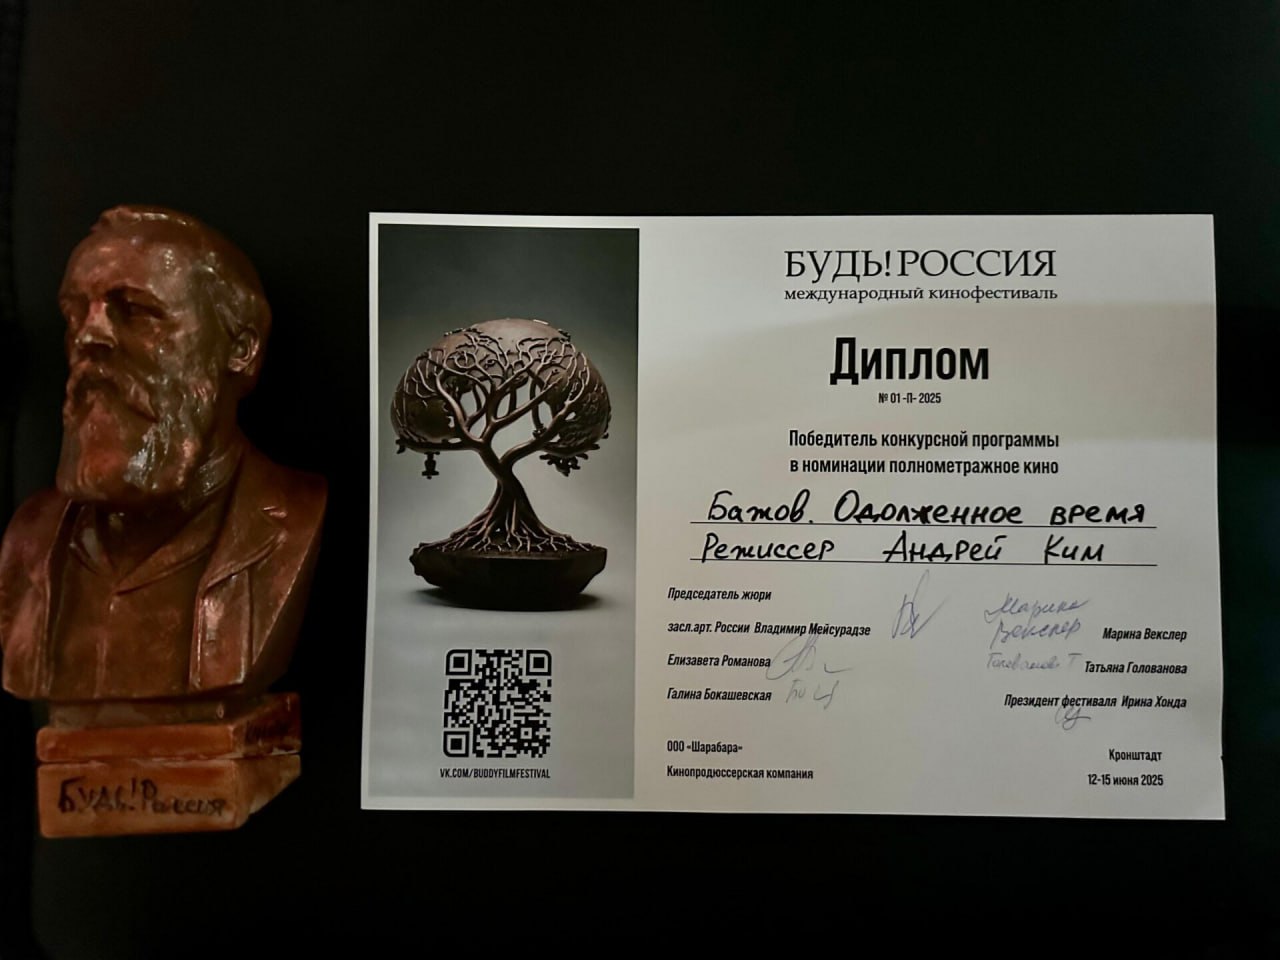 БУДЬ! РОССИЯ
международный кинофестиваль
Диплом
№ 01 -П- 2025
Победитель конкурсной программы
в номинации полнометражное кино
Бажов. Одолженное время
Режиссер Андрей Ким
Председатель жюри
засл.арт. России Владимир Мейсурадзе
Марина
Векслер
Марина Векслер
Елизавета Романова
Татьяна Голованова
Галина Бокашевская
Президент фестиваля Ирина Хонда
ООО «Шарабара»
Кинопродюссерская компания
Кронштадт
12-15 июня 2025
VK.COM/BUDDYFILMFESTIVAL
Будь! Россия